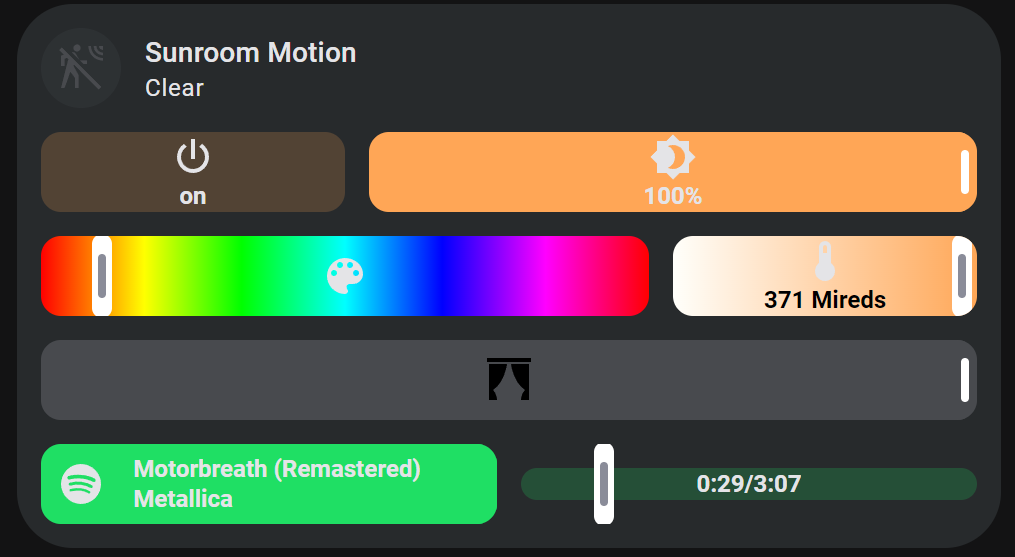 Sunroom Motion
Clear
on
100%
371 Mireds
Motorbreath (Remastered)
Metallica
0:29/3:07